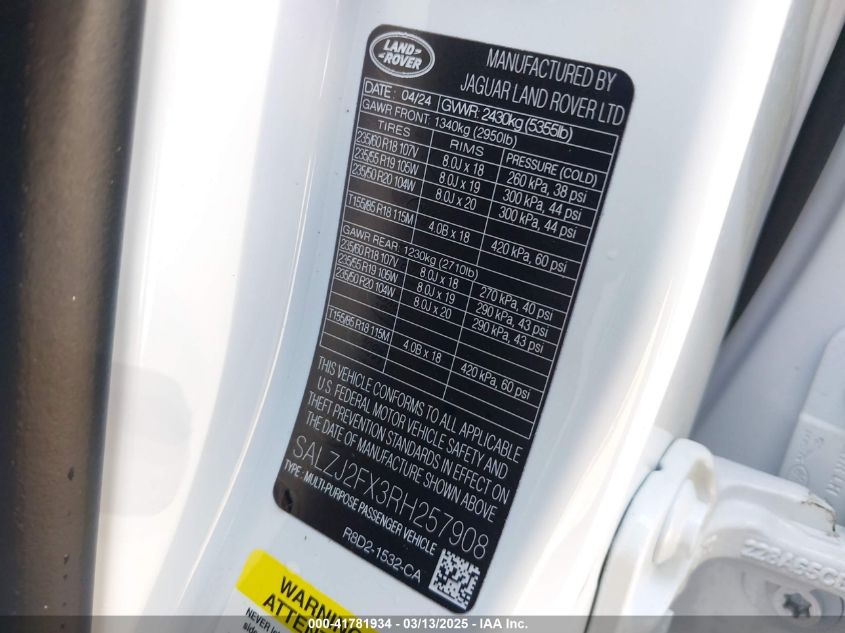 LAND
ROVER
MANUFACTURED BY
JAGUAR LAND ROVER LTD
DATE: 04/24 GVWR: 2430kg (5355lb)
GAWR FRONT: 1340kg (2950lb)
TIRES RIMS PRESSURE (COLD)
235/60 R18 107V 8.0J x 18 260 kPa, 38 psi
235/55 R19 105W 8.0J x 19 300 kPa, 44 psi
235/50 R20 104W 8.0J x 20 300 kPa, 44 psi
T155/85 R18 115M 4.0B x 18 420 kPa, 60 psi
GAWR REAR: 1230kg (2710lb)
235/60 R18 107V 8.0J x 18 270 kPa, 40 psi
235/55 R19 105W 8.0J x 19 290 kPa, 43 psi
235/50 R20 104W 8.0J x 20 290 kPa, 43 psi
T155/85 R18 115M 4.0B x 18 420 kPa, 60 psi
THIS VEHICLE CONFORMS TO ALL APPLICABLE
U.S. FEDERAL MOTOR VEHICLE SAFETY AND
THEFT PREVENTION STANDARDS IN EFFECT ON
THE DATE OF MANUFACTURE SHOWN ABOVE
SALZJ2FX3RH257908
TYPE: MULTI-PURPOSE PASSENGER VEHICLE
R8D2-1532-CA
WARNING
NEVER
000-41781934 - 03/13/2025 - IAA Inc.